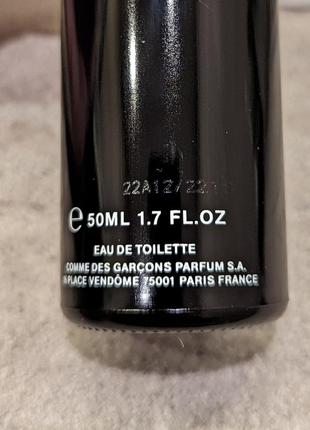 22A12/22
℮ 50ML 1.7 FL.OZ
EAU DE TOILETTE
COMME DES GARÇONS PARFUM S.A.
PLACE VENDÔME 75001 PARIS FRANCE